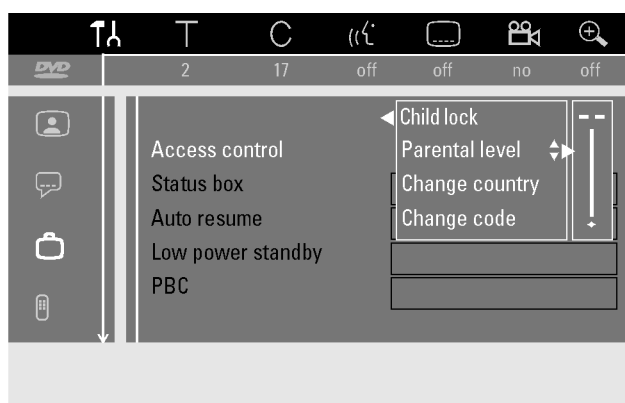 T C
DVD 2 17 off off no off
Child lock
Access control Parental level
Status box Change country
Auto resume Change code
Low power standby
PBC